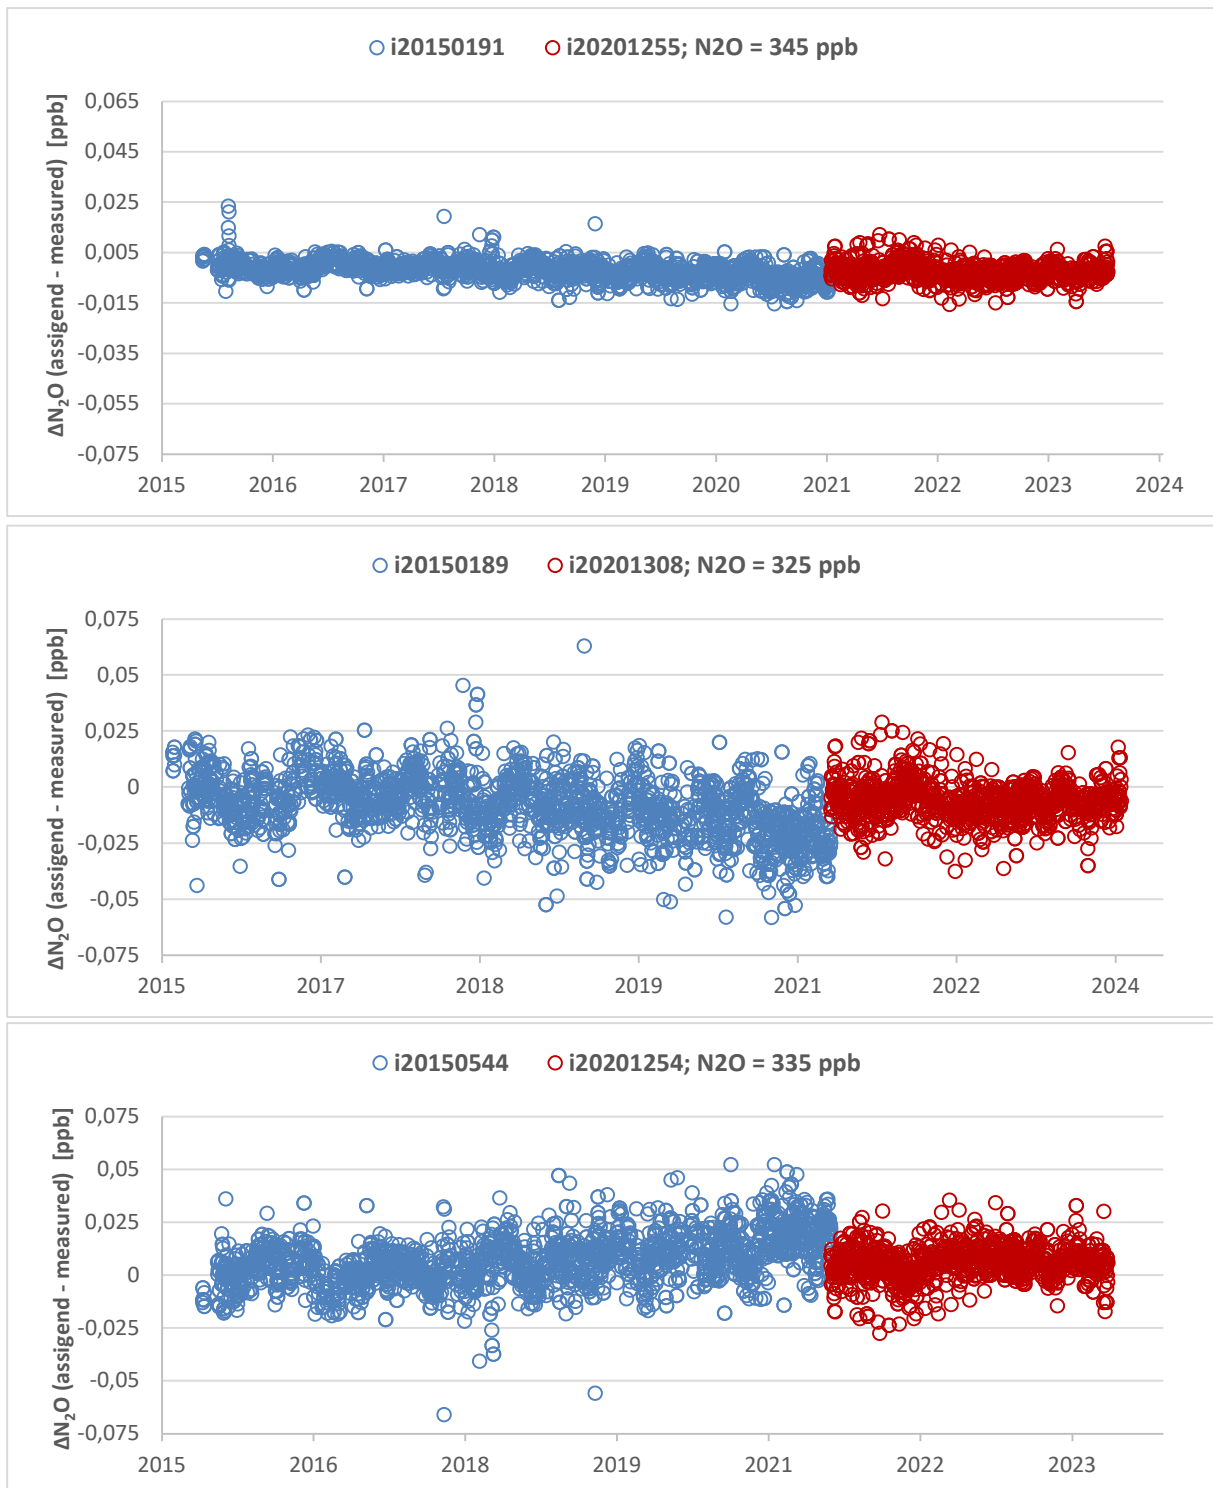 i20150191 i20201255; N2O = 345 ppb
ΔN₂O (assigend - measured) [ppb]
0,065
0,045
0,025
0,005
-0,015
-0,035
-0,055
-0,075
2015 2016 2017 2018 2019 2020 2021 2022 2023 2024
i20150189 i20201308; N2O = 325 ppb
ΔN₂O (assigend - measured) [ppb]
0,075
0,05
0,025
0
-0,025
-0,05
-0,075
2015 2017 2018 2019 2021 2022 2024
i20150544 i20201254; N2O = 335 ppb
ΔN₂O (assigend - measured) [ppb]
0,075
0,05
0,025
0
-0,025
-0,05
-0,075
2015 2016 2018 2019 2021 2022 2023